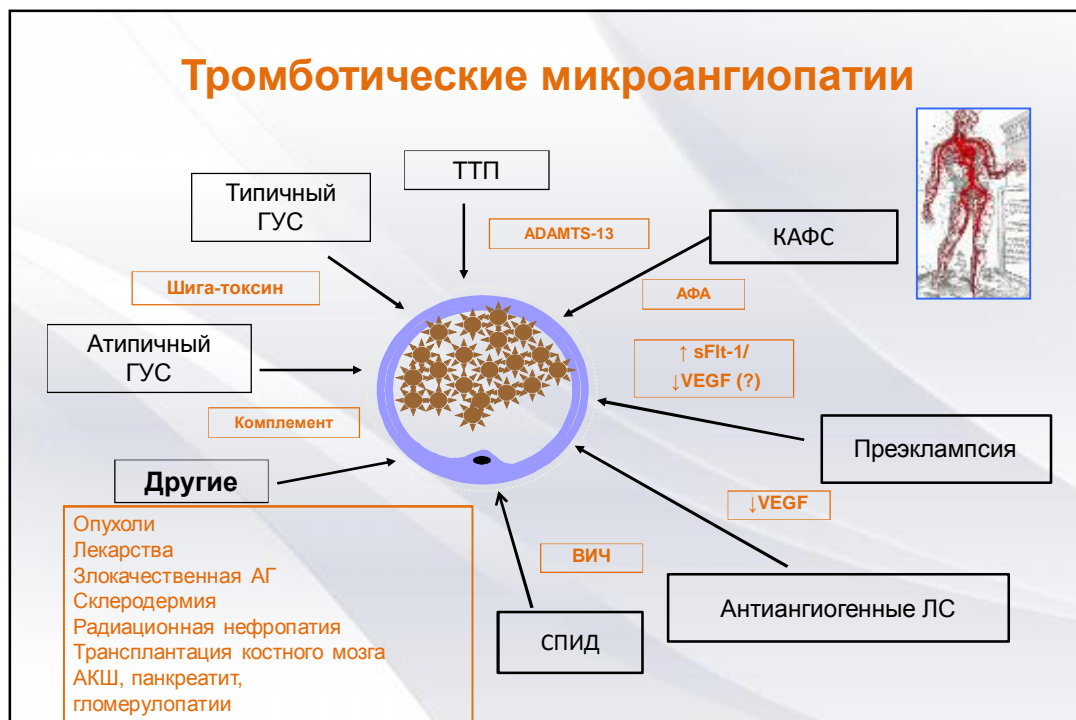 Тромботические микроангиопатии
ТТП
Типичный
ГУС
ADAMTS-13
КАФС
Шига-токсин
АФА
Атипичный
ГУС
↑ sFlt-1/
↓VEGF (?)
Комплемент
Преэклампсия
Другие
↓VEGF
Опухоли
Лекарства
Злокачественная АГ
Склеродермия
Радиационная нефропатия
Трансплантация костного мозга
АКШ, панкреатит,
гломерулопатии
ВИЧ
СПИД
Антиангиогенные ЛС